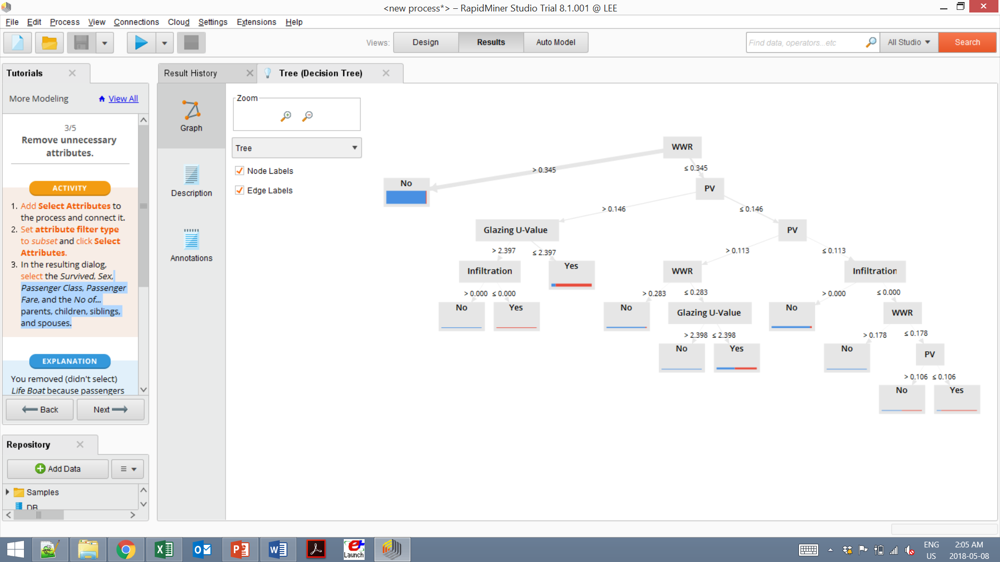 <new process*> – RapidMiner Studio Trial 8.1.001 @ LEE
File Edit Process View Connections Cloud Settings Extensions Help
Views: Design Results Auto Model
Find data, operators...etc All Studio Search
Tutorials
More Modeling View All
3/5
Remove unnecessary
attributes.
ACTIVITY
1. Add Select Attributes to
the process and connect it.
2. Set attribute filter type
to subset and click Select
Attributes.
3. In the resulting dialog,
select the Survived, Sex,
Passenger Class, Passenger
Fare, and the No of...
parents, children, siblings,
and spouses.
EXPLANATION
You removed (didn't select)
Life Boat because passengers
Back Next
Repository
Add Data
Samples
DB
Result History Tree (Decision Tree)
Graph
Description
Annotations
Zoom
Tree
Node Labels
Edge Labels
WWR
> 0.345 ≤ 0.345
No PV
> 0.146 ≤ 0.146
Glazing U-Value PV
> 2.397 ≤ 2.397 > 0.113 ≤ 0.113
Infiltration Yes WWR Infiltration
> 0.000 ≤ 0.000 > 0.283 ≤ 0.283 > 0.000 ≤ 0.000
No Yes No Glazing U-Value No WWR
> 2.398 ≤ 2.398 > 0.178 ≤ 0.178
No Yes No PV
> 0.106 ≤ 0.106
No Yes
Launch
ENG
US
2:05 AM
2018-05-08